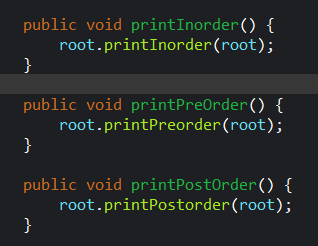 public void printInorder() {
    root.printInorder(root);
}
public void printPreOrder() {
    root.printPreorder(root);
}
public void printPostOrder() {
    root.printPostorder(root);
}